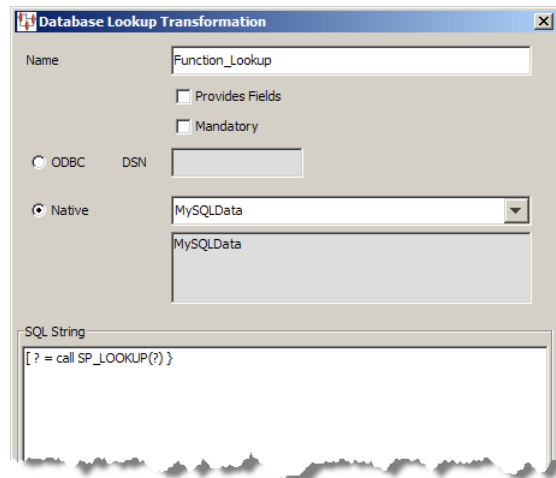 Database Lookup Transformation
Name
Function_Lookup
Provides Fields
Mandatory
ODBC DSN
Native
MySQLData
MySQLData
SQL String
[ ? = call SP_LOOKUP(?) }